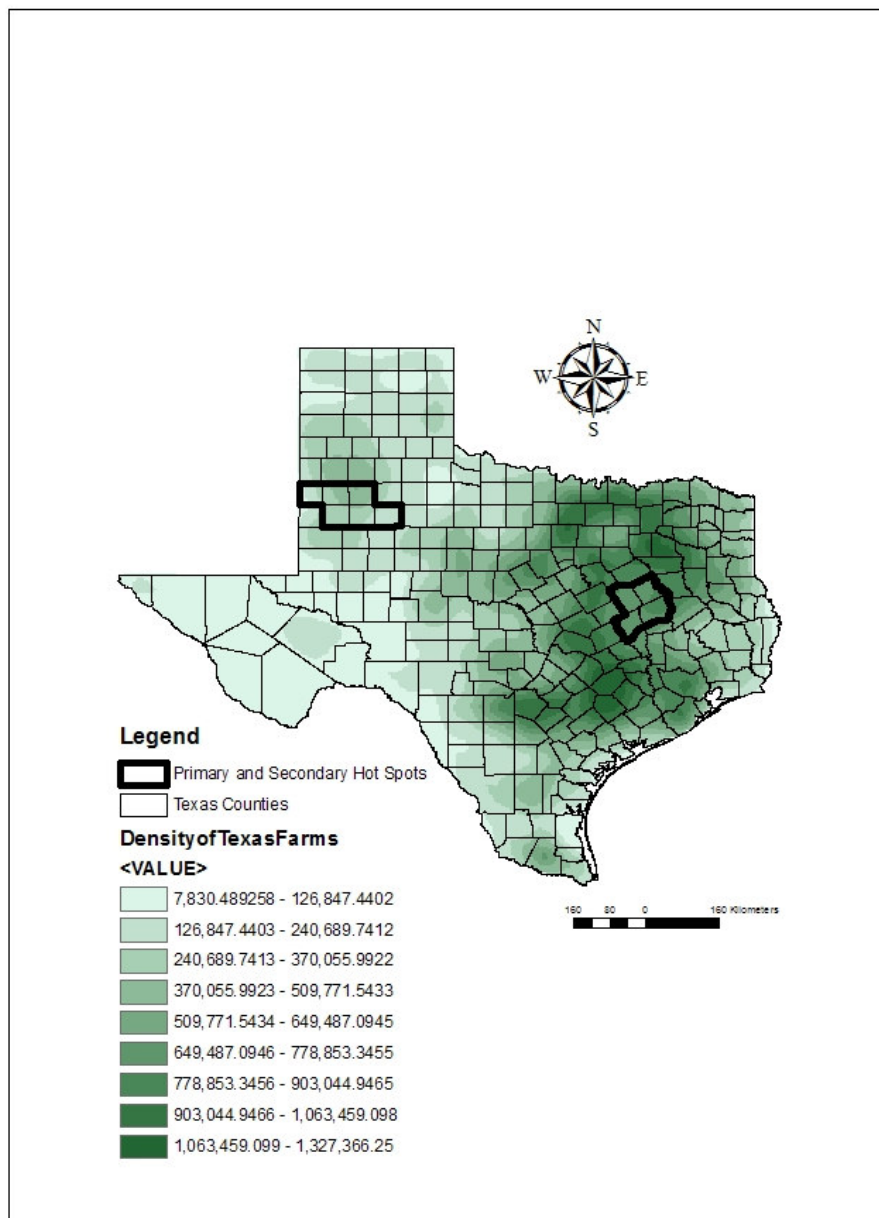 N
W E
S
Legend
Primary and Secondary Hot Spots
Texas Counties
DensityofTexasFarms
<VALUE>
7,830.489258 - 126,847.4402
126,847.4403 - 240,689.7412
240,689.7413 - 370,055.9922
370,055.9923 - 509,771.5433
509,771.5434 - 649,487.0945
649,487.0946 - 778,853.3455
778,853.3456 - 903,044.9465
903,044.9466 - 1,063,459.098
1,063,459.099 - 1,327,366.25
160 80 0 160 Kilometers